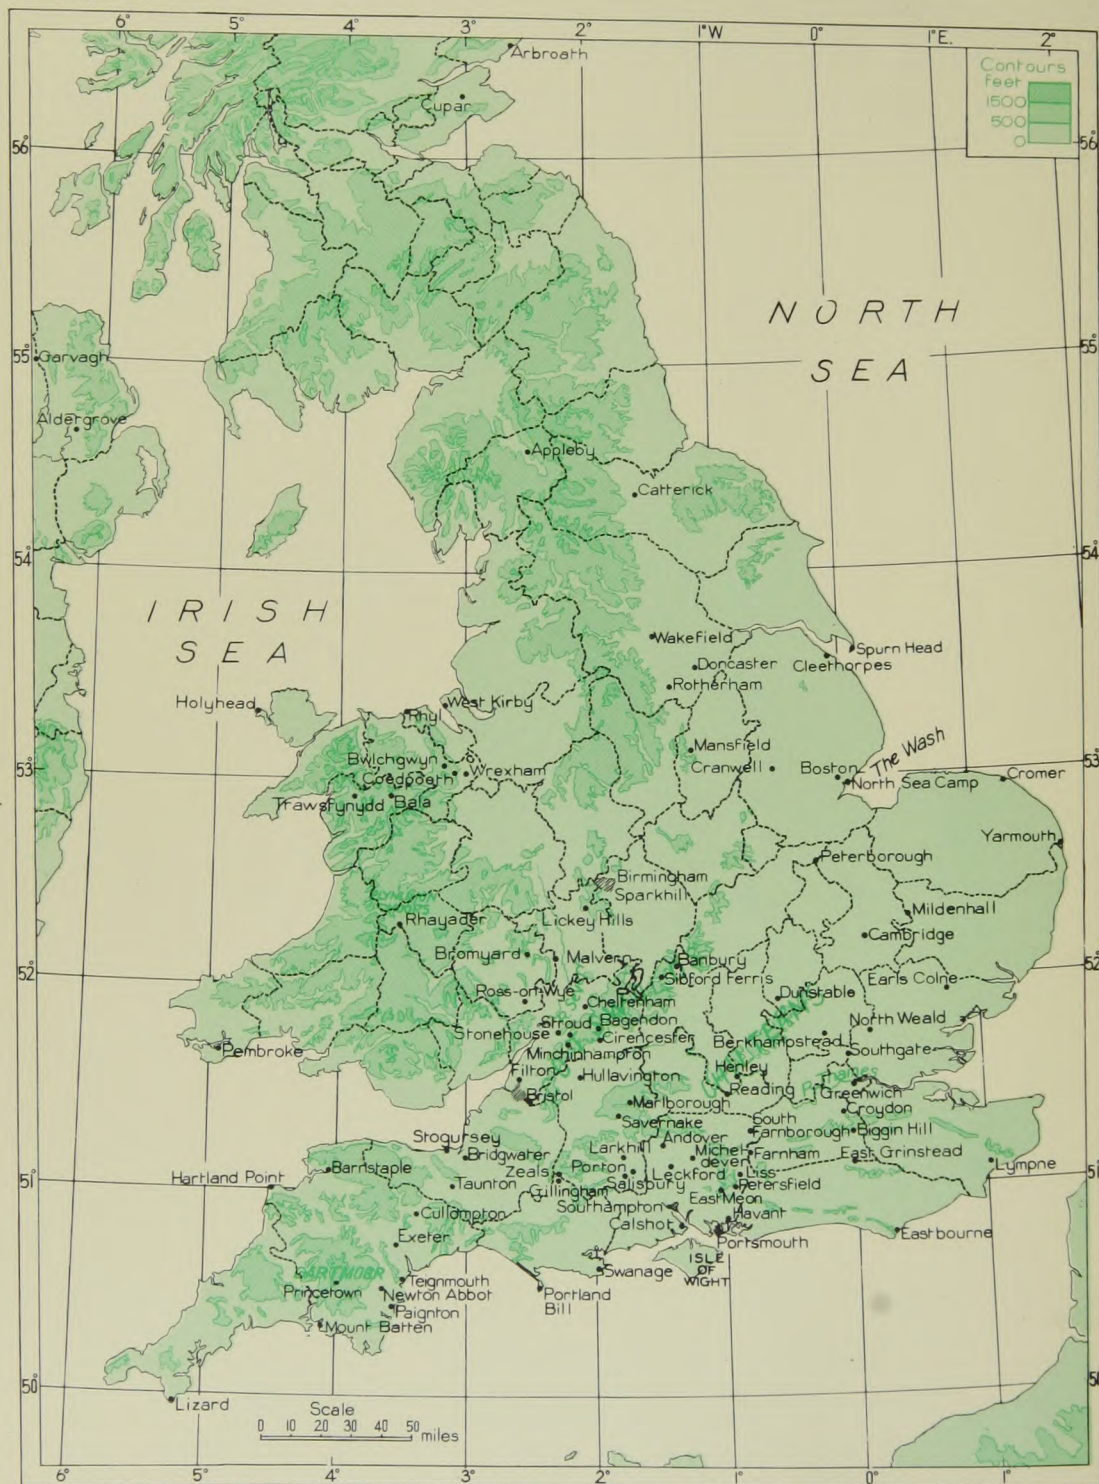 6°
5°
4°
3°
2°
1°W
0°
1°E.
2°
Contours
feet
1500
500
0
Arbroath
Cupar
56°
56°
NORTH
SEA
55°
55°
Garvagh
Aldergrove
Appleby
Catterick
54°
54°
IRISH
SEA
Wakefield
Spurn Head
Doncaster
Cleethorpes
Rotherham
Holyhead
West Kirby
Rhyl
The Wash
Mansfield
Bwlchgwyn
Cranwell
Boston
53°
53°
Coedpoeth
Wrexham
Cromer
North Sea Camp
Trawsfynydd
Bala
Yarmouth
Peterborough
Birmingham
Sparkhill
Mildenhall
Rhayader
Lickey Hills
Cambridge
Bromyard
Malvern
Banbury
52°
52°
Sibford Ferris
Earls Colne
Ross-on-Wye
Dunstable
Cheltenham
CHILTERNS
Stroud
Bagendon
North Weald
Stonehouse
Cirencester
Berkhampstead
Pembroke
Minchinhampton
Southgate
Filton
Hullavington
Henley
R. Thames
Bristol
Reading
Greenwich
Marlborough
Croydon
Savernake
South
Farnborough
Biggin Hill
Stogursey
Andover
Bridgwater
Larkhill
Michel
dever
Farnham
East Grinstead
51°
51°
Hartland Point
Barnstaple
Zeals
Porton
Leckford
Liss
Lympne
Taunton
Gillingham
Salisbury
Petersfield
East Meon
Southampton
Cullompton
Calshot
Havant
Eastbourne
Exeter
Portsmouth
DARTMOOR
Swanage
ISLE
OF
WIGHT
Princetown
Teignmouth
Newton Abbot
Portland
Bill
Paignton
Mount Batten
50°
50
Lizard
Scale
0 10 20 30 40 50
miles
6°
5°
4°
3°
2°
1°
0°
1°